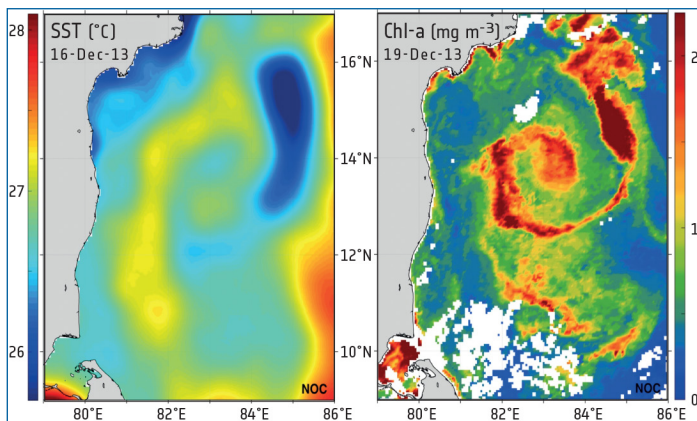 SST (°C)
16-Dec-13
28
27
26
80°E
82°E
84°E
86°E
NOC
16°N
14°N
12°N
10°N
Chl-a (mg m⁻³)
19-Dec-13
80°E
82°E
84°E
86°E
NOC
2
1
0